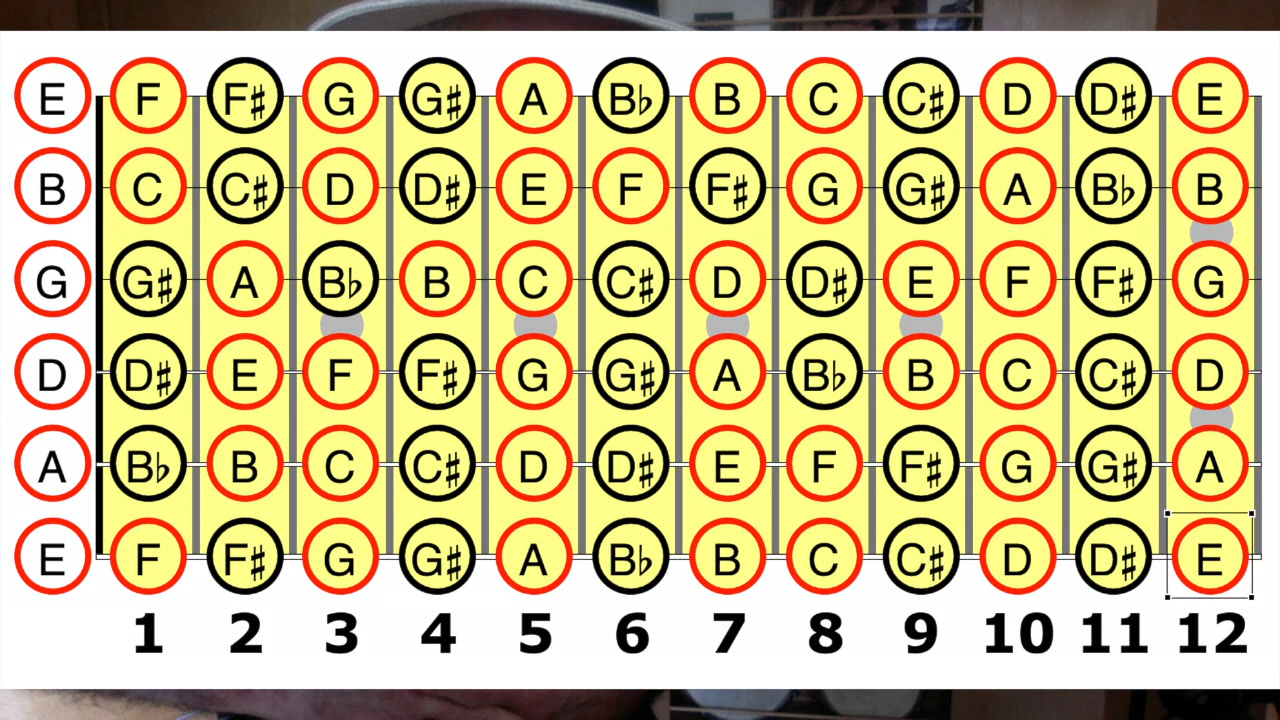 E F F♯ G G♯ A B♭ B C C♯ D D♯ E
B C C♯ D D♯ E F F♯ G G♯ A B♭ B
G G♯ A B♭ B C C♯ D D♯ E F F♯ G
D D♯ E F F♯ G G♯ A B♭ B C C♯ D
A B♭ B C C♯ D D♯ E F F♯ G G♯ A
E F F♯ G G♯ A B♭ B C C♯ D D♯ E
1 2 3 4 5 6 7 8 9 10 11 12